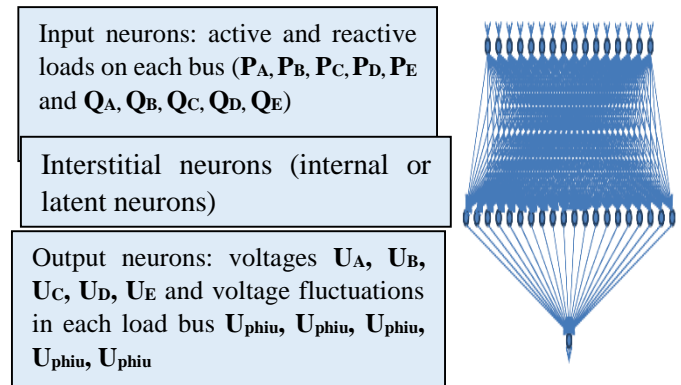 Input neurons: active and reactive
loads on each bus (PA, PB, PC, PD, PE
and QA, QB, QC, QD, QE)
Interstitial neurons (internal or
latent neurons)
Output neurons: voltages UA, UB,
UC, UD, UE and voltage fluctuations
in each load bus Uphiu, Uphiu, Uphiu,
Uphiu, Uphiu